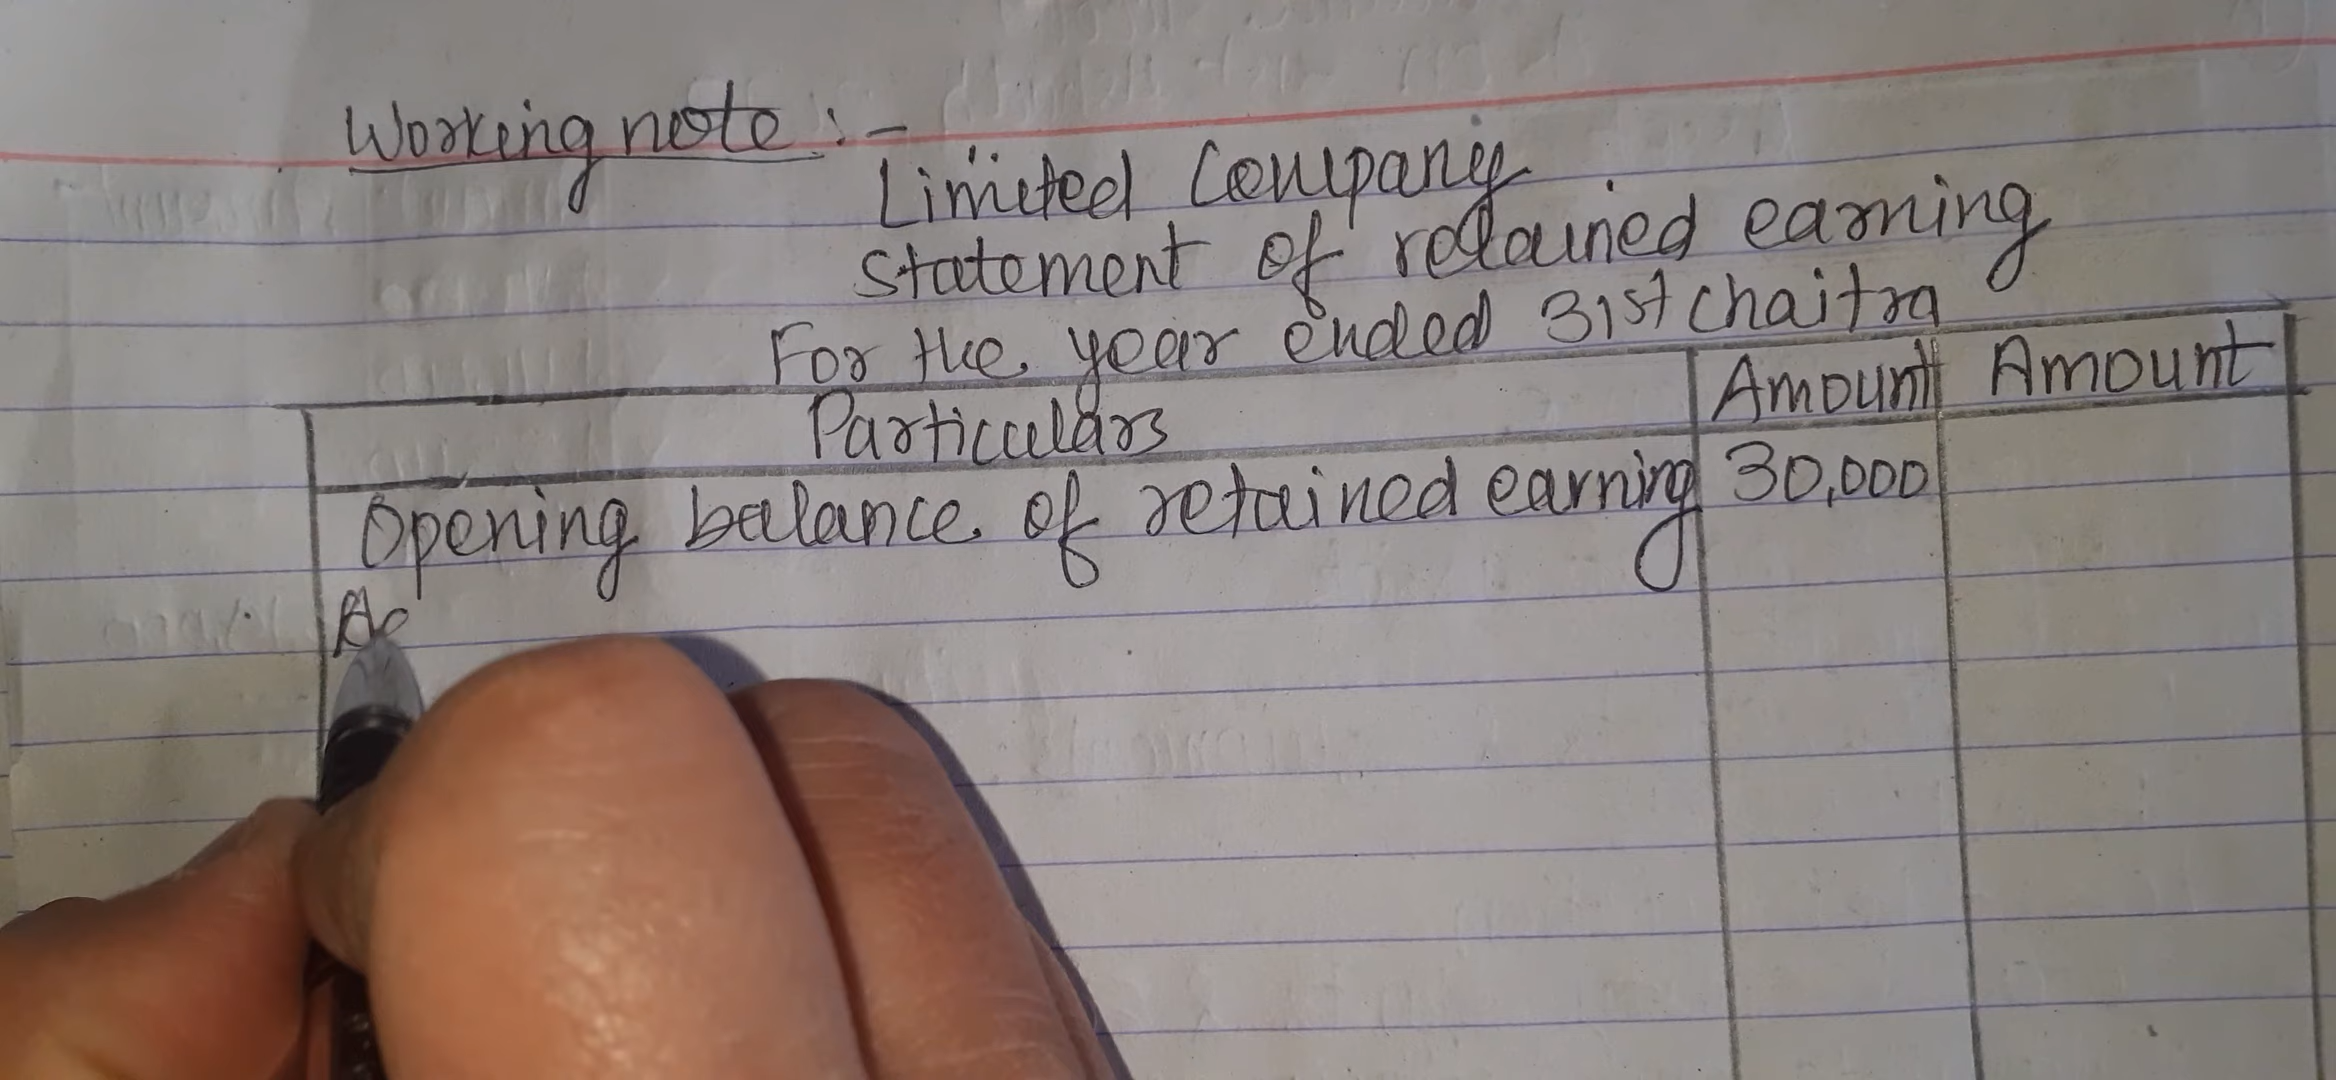 Working note :-
Limited Company
Statement of retained earning
For the year ended 31st chaitra
Particulars Amount Amount
Opening balance of retained earning 30,000